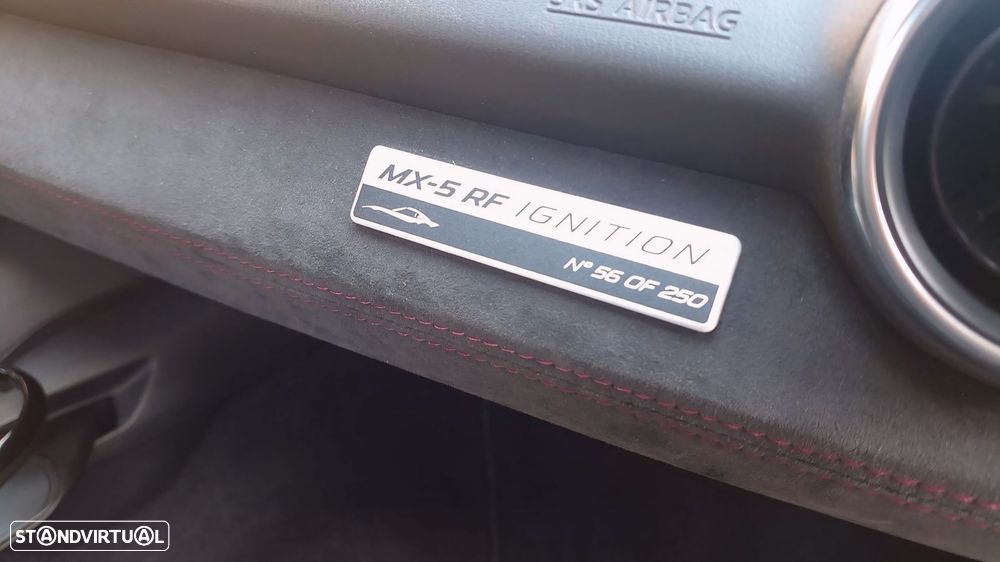 SRS AIRBAG
MX-5 RF IGNITION
Nº 56 OF 250
STANDVIRTUAL